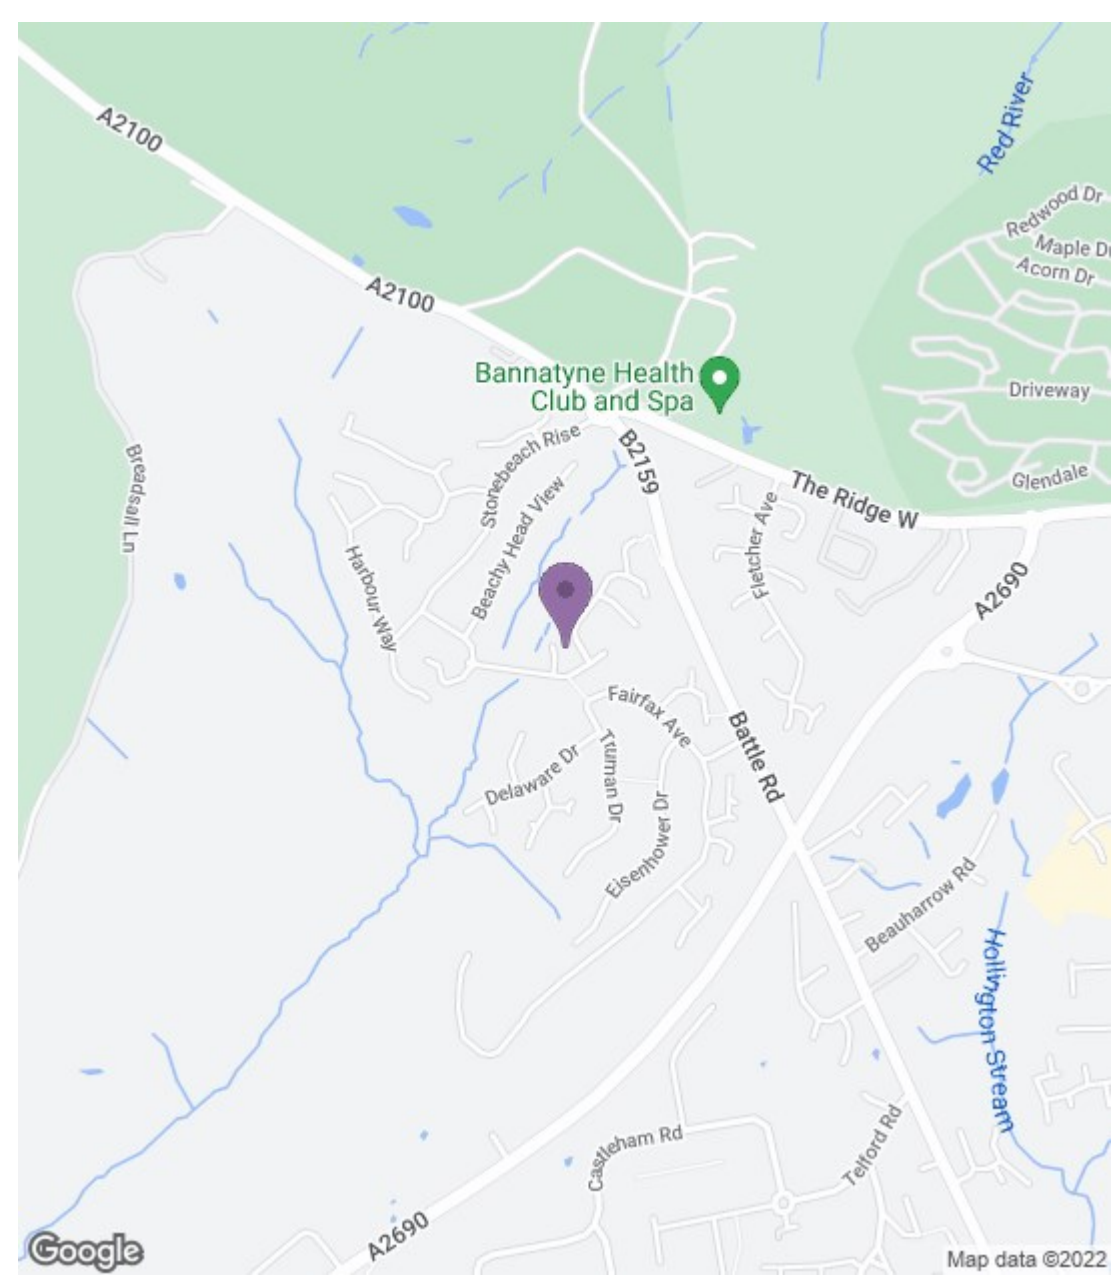 A2100
Red River
Redwood Dr
Maple D
Acorn Dr
A2100
Bannatyne Health
Club and Spa
Driveway
Stonebeach Rise
B2159
Breadsall Ln
Beachy Head View
The Ridge W
Glendale
Fletcher Ave
Harbour Way
A2690
Fairfax Ave
Battle Rd
Delaware Dr
Truman Dr
Eisenhower Dr
Beauharrow Rd
Hollington Stream
Castleham Rd
Telford Rd
A2690
Google
Map data ©2022